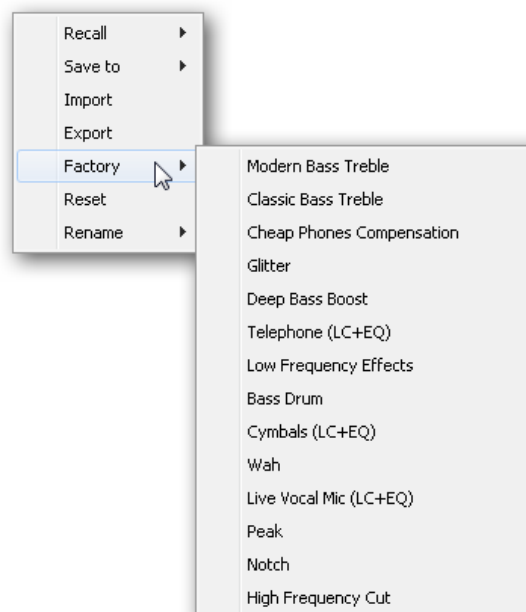 Recall
Save to
Import
Export
Factory
Reset
Rename
Modern Bass Treble
Classic Bass Treble
Cheap Phones Compensation
Glitter
Deep Bass Boost
Telephone (LC+EQ)
Low Frequency Effects
Bass Drum
Cymbals (LC+EQ)
Wah
Live Vocal Mic (LC+EQ)
Peak
Notch
High Frequency Cut